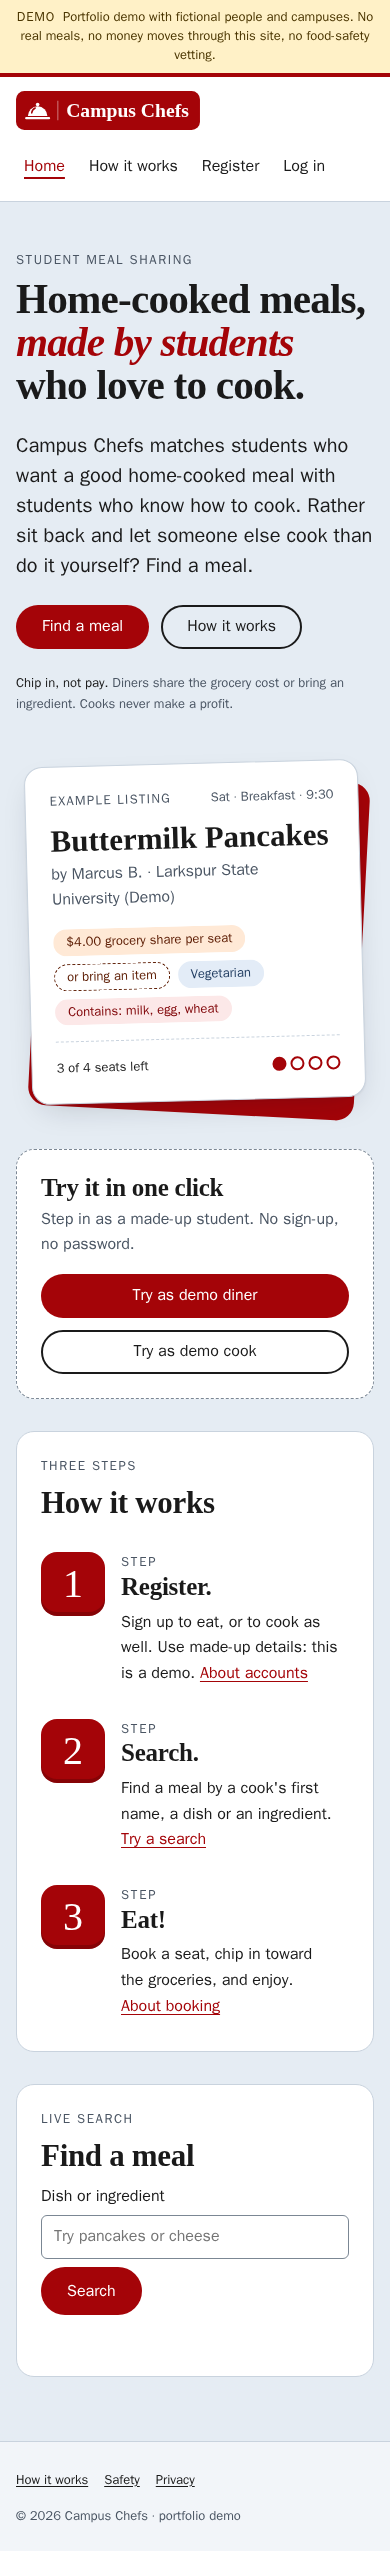 DEMO Portfolio demo with fictional people and campuses. No
real meals, no money moves through this site, no food-safety
vetting.
Campus Chefs
Home How it works Register Log in
STUDENT MEAL SHARING
Home-cooked meals,
made by students
who love to cook.
Campus Chefs matches students who
want a good home-cooked meal with
students who know how to cook. Rather
sit back and let someone else cook than
do it yourself? Find a meal.
Find a meal How it works
Chip in, not pay. Diners share the grocery cost or bring an
ingredient. Cooks never make a profit.
EXAMPLE LISTING Sat · Breakfast · 9:30
Buttermilk Pancakes
by Marcus B. · Larkspur State
University (Demo)
$4.00 grocery share per seat
or bring an item Vegetarian
Contains: milk, egg, wheat
3 of 4 seats left
Try it in one click
Step in as a made-up student. No sign-up,
no password.
Try as demo diner
Try as demo cook
THREE STEPS
How it works
1
STEP
Register.
Sign up to eat, or to cook as
well. Use made-up details: this
is a demo. About accounts
2
STEP
Search.
Find a meal by a cook's first
name, a dish or an ingredient.
Try a search
3
STEP
Eat!
Book a seat, chip in toward
the groceries, and enjoy.
About booking
LIVE SEARCH
Find a meal
Dish or ingredient
Try pancakes or cheese
Search
How it works Safety Privacy
© 2026 Campus Chefs · portfolio demo